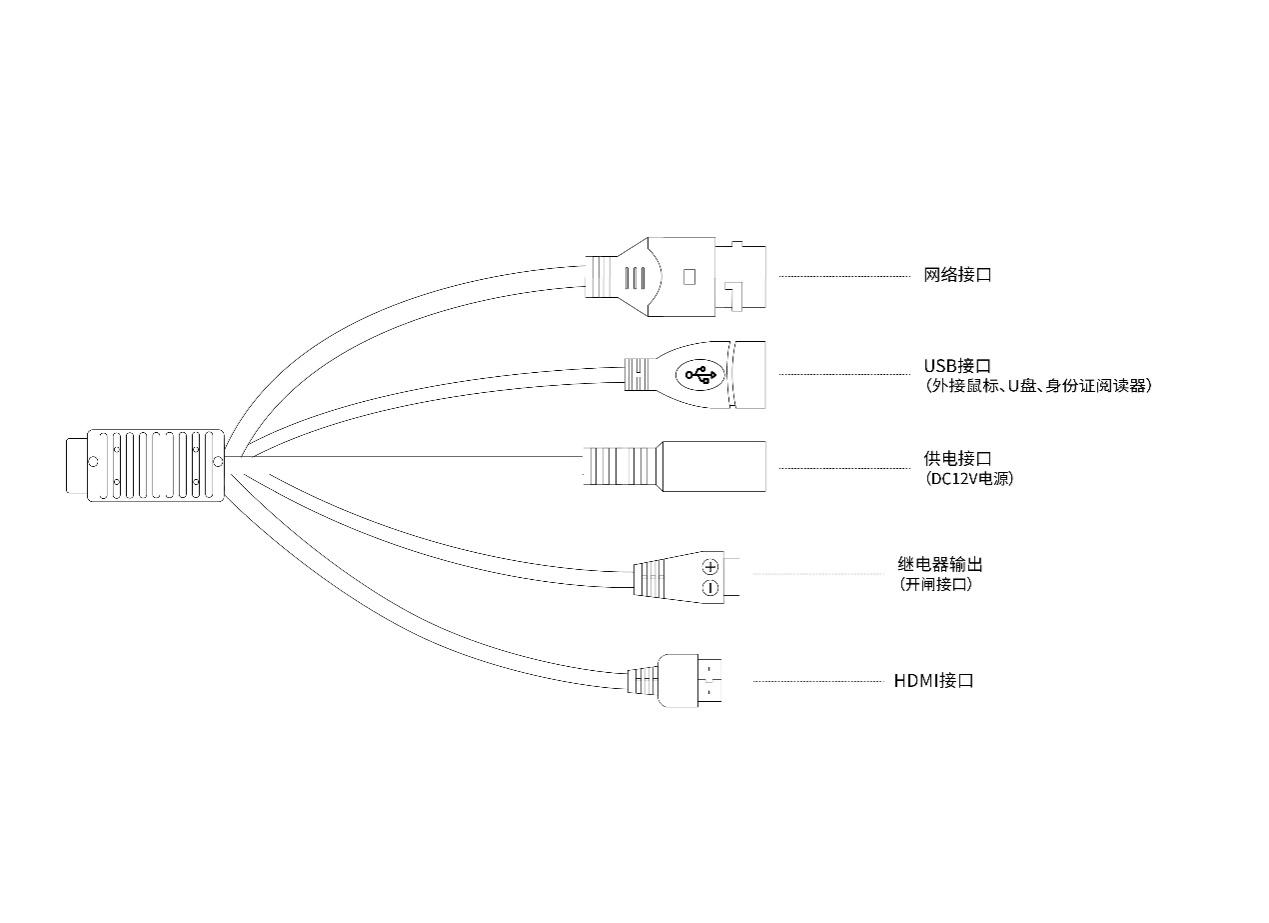 网络接口
USB接口
（外接鼠标、U盘、身份证阅读器）
供电接口
（DC12V电源）
继电器输出
（开闸接口）
HDMI接口